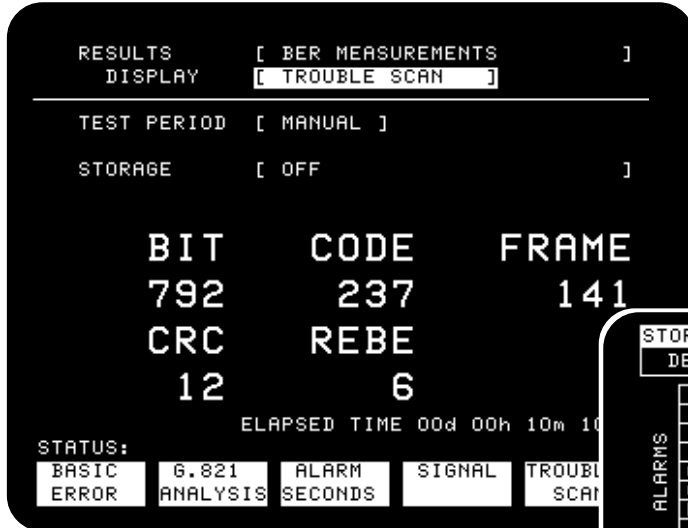 RESULTS [ BER MEASUREMENTS ]
DISPLAY [ TROUBLE SCAN ]
TEST PERIOD [ MANUAL ]
STORAGE [ OFF ]
BIT CODE FRAME
792 237 141
CRC REBE
12 6
ELAPSED TIME 00d 00h 10m
STATUS:
BASIC G.821 ALARM SIGNAL
ERROR ANALYSIS SECONDS SCAN
ALARMS